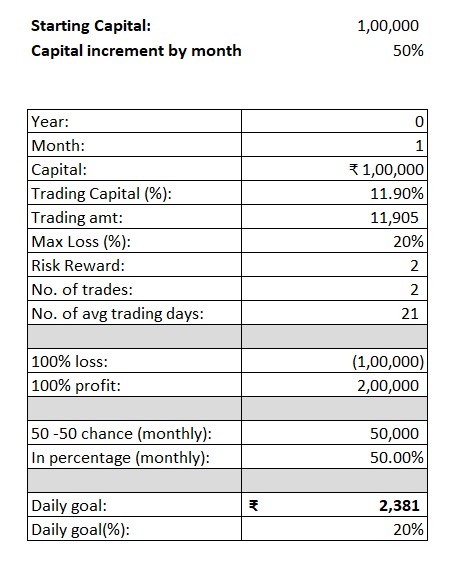 Starting Capital: 1,00,000
Capital increment by month 50%
Year: 0
Month: 1
Capital: ₹ 1,00,000
Trading Capital (%): 11.90%
Trading amt: 11,905
Max Loss (%): 20%
Risk Reward: 2
No. of trades: 2
No. of avg trading days: 21
100% loss: (1,00,000)
100% profit: 2,00,000
50 -50 chance (monthly): 50,000
In percentage (monthly): 50.00%
Daily goal: ₹ 2,381
Daily goal(%): 20%